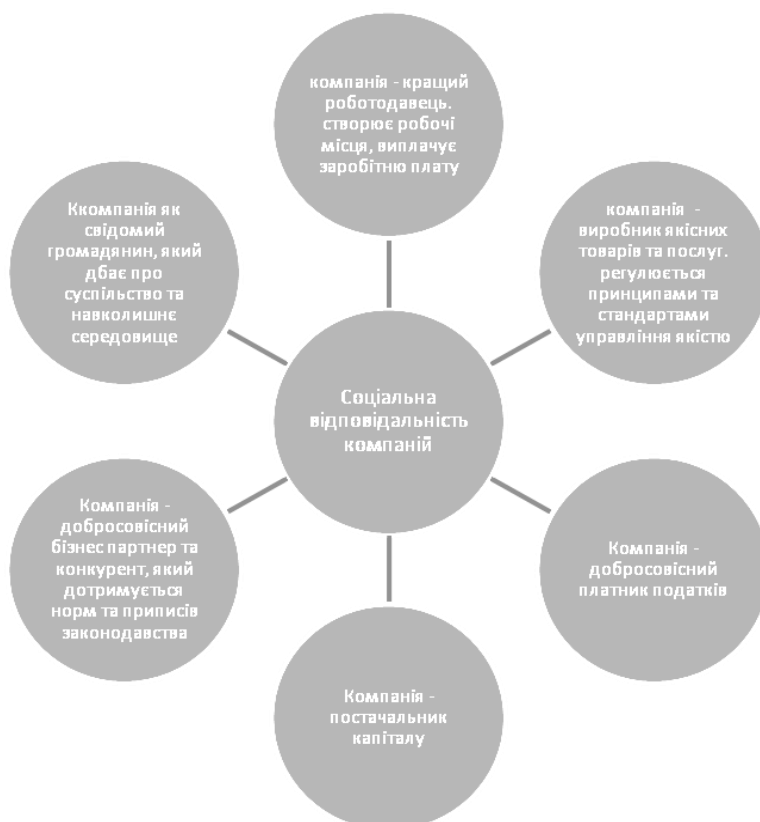 компанія - кращий
роботодавець.
створює робочі
місця, виплачує
заробітню плату
компанія -
виробник якісних
товарів та послуг.
регулюється
принципами та
стандартами
управління якістю
Компанія -
добросовісний
платник податків
Компанія -
постачальник
капіталу
Компанія -
добросовісний
бізнес партнер та
конкурент, який
дотримується
норм та приписів
законодавства
Ккомпанія як
свідомий
громадянин, який
дбає про
суспільство та
навколишнє
середовище
Соціальна
відповідальність
компаній